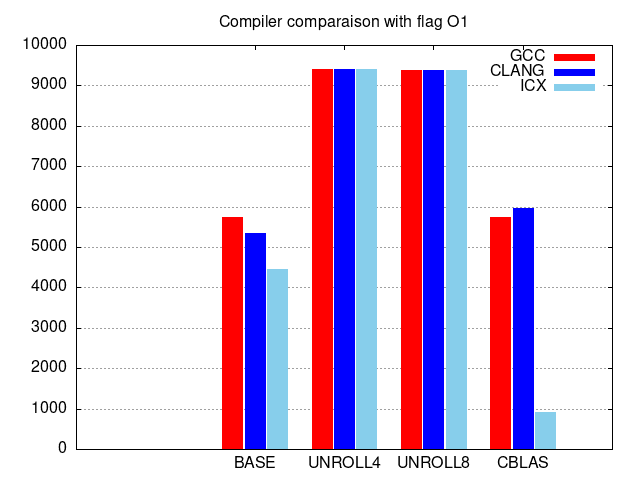 Compiler comparaison with flag O1
10000
9000
8000
7000
6000
5000
4000
3000
2000
1000
0
GCC
CLANG
ICX
BASE UNROLL4 UNROLL8 CBLAS